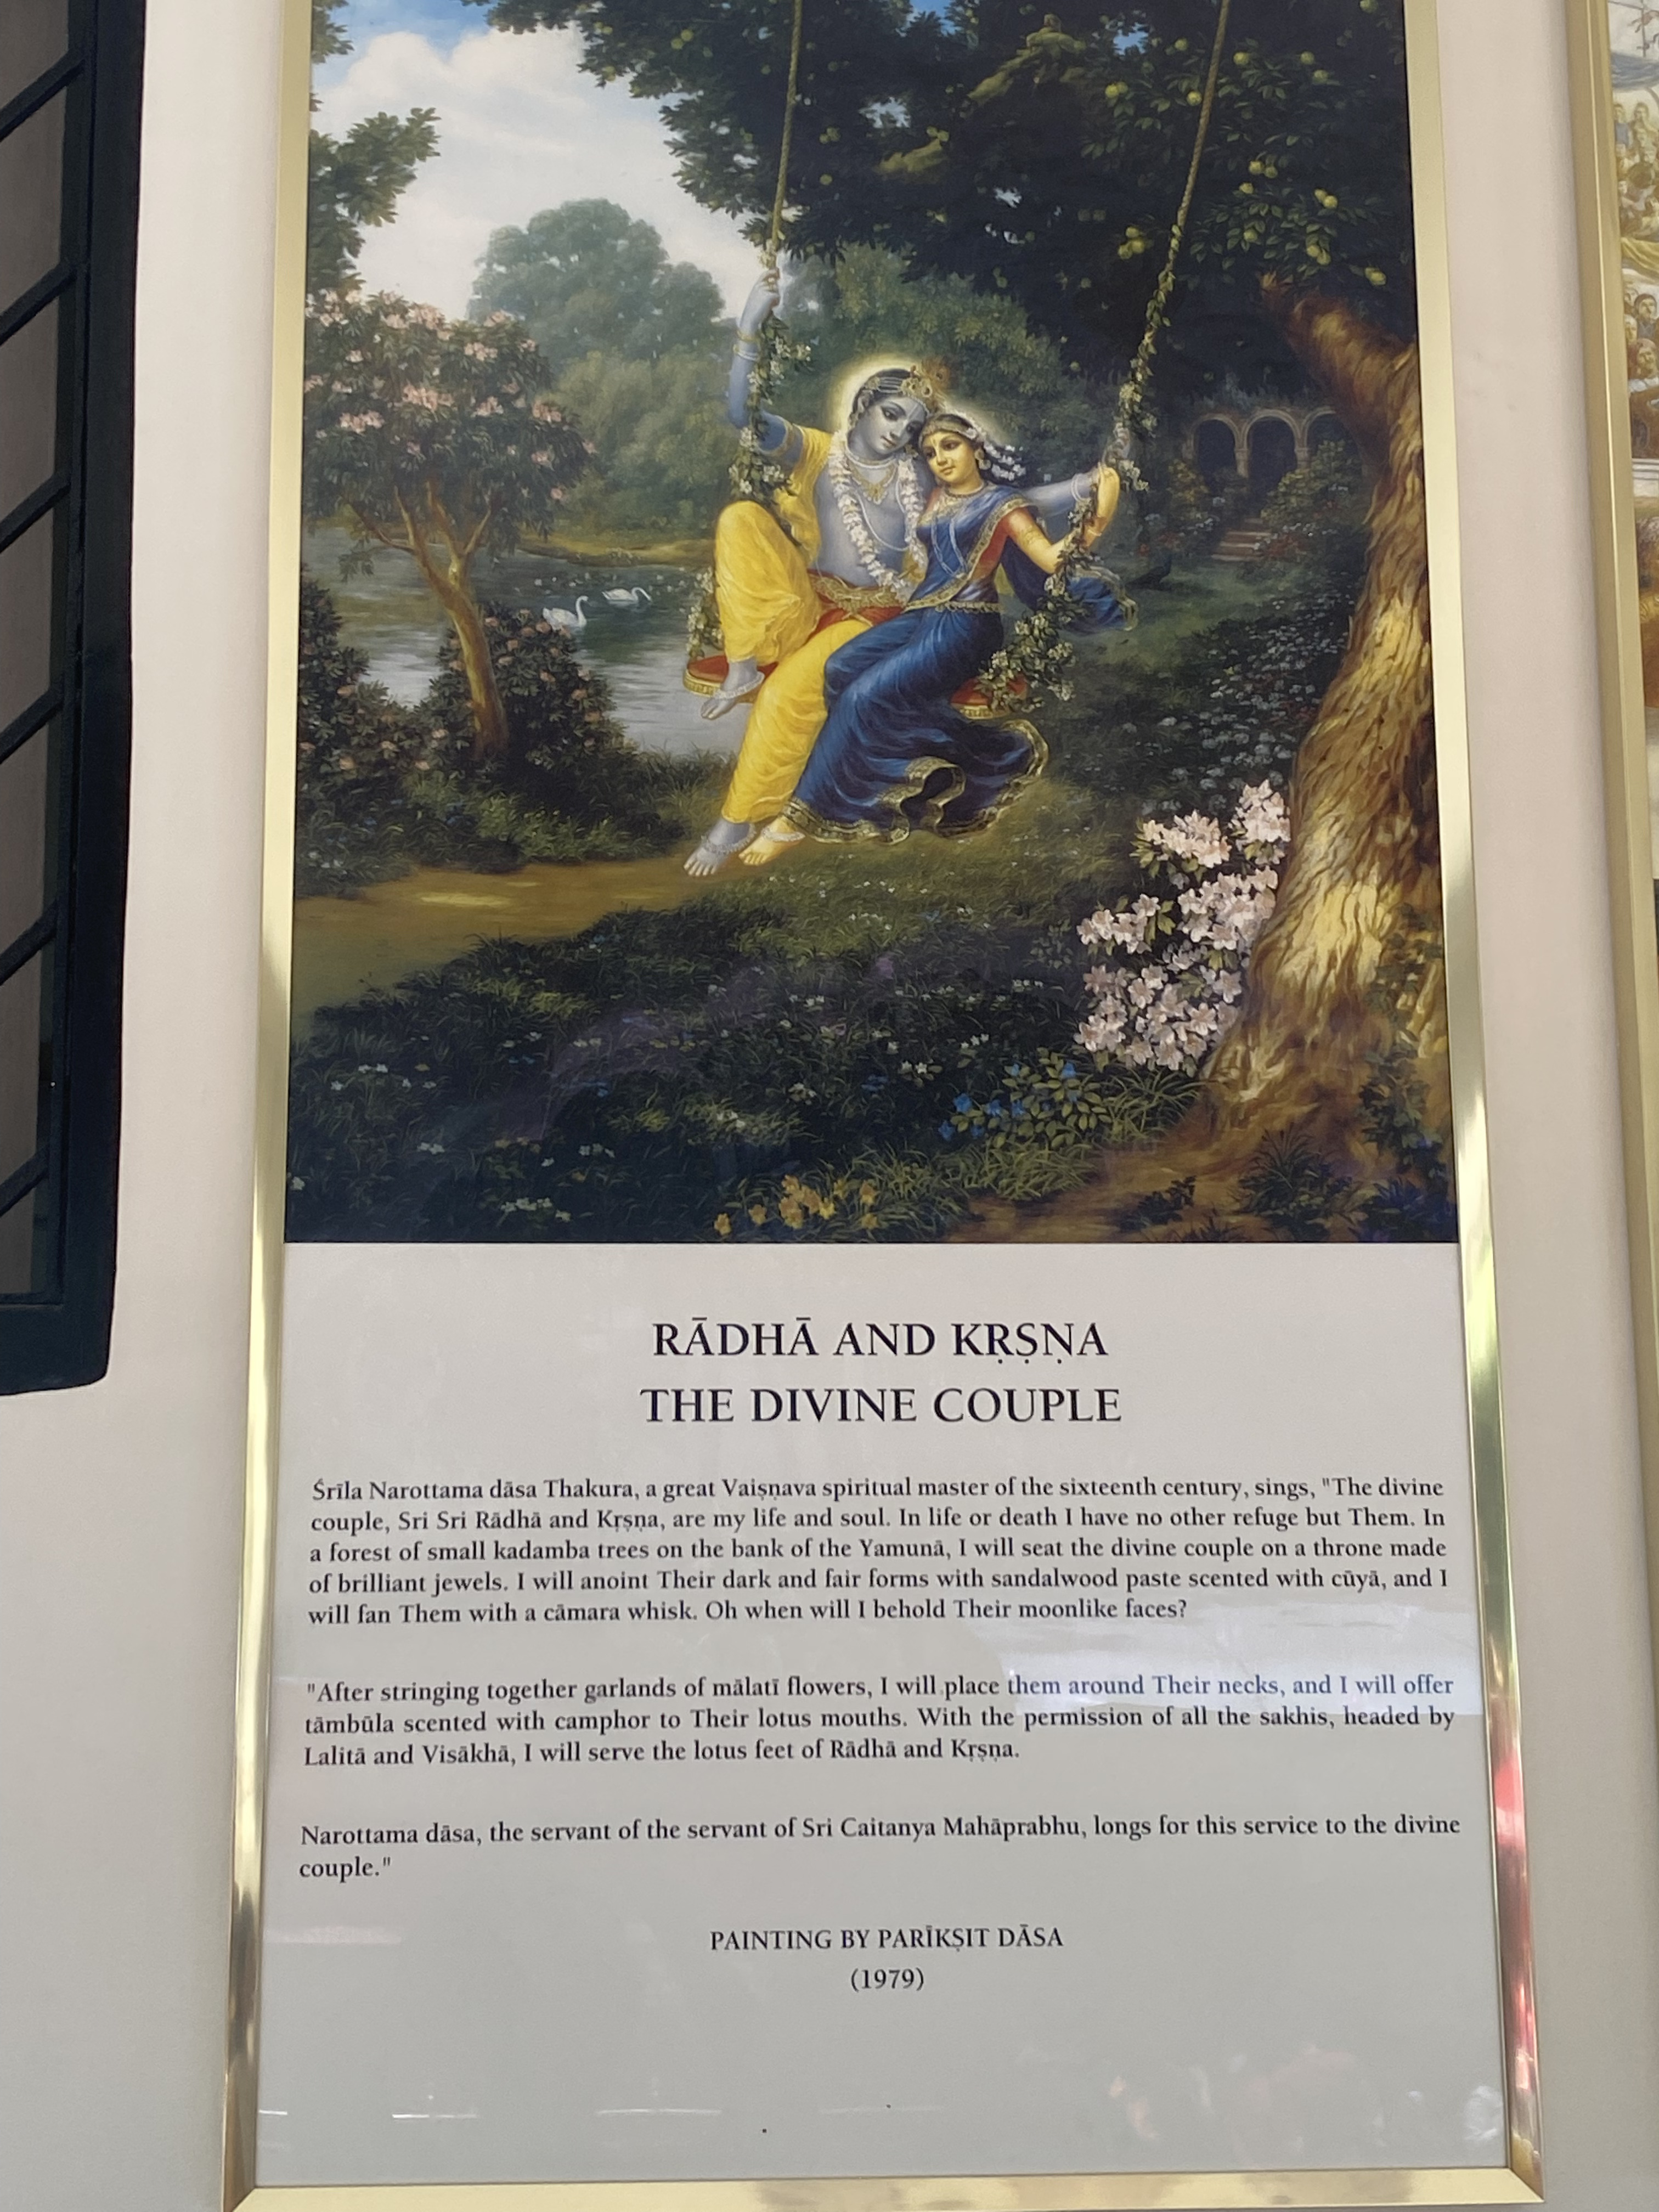 RĀDHĀ AND KṚṢṆA
THE DIVINE COUPLE
Śrīla Narottama dāsa Thakura, a great Vaiṣṇava spiritual master of the sixteenth century, sings, "The divine
couple, Sri Sri Rādhā and Kṛṣṇa, are my life and soul. In life or death I have no other refuge but Them. In
a forest of small kadamba trees on the bank of the Yamunā, I will seat the divine couple on a throne made
of brilliant jewels. I will anoint Their dark and fair forms with sandalwood paste scented with cūyā, and I
will fan Them with a cāmara whisk. Oh when will I behold Their moonlike faces?
"After stringing together garlands of mālatī flowers, I will place them around Their necks, and I will offer
tāmbūla scented with camphor to Their lotus mouths. With the permission of all the sakhis, headed by
Lalitā and Visākhā, I will serve the lotus feet of Rādhā and Kṛṣṇa.
Narottama dāsa, the servant of the servant of Sri Caitanya Mahāprabhu, longs for this service to the divine
couple."
PAINTING BY PARĪKṢIT DĀSA
(1979)